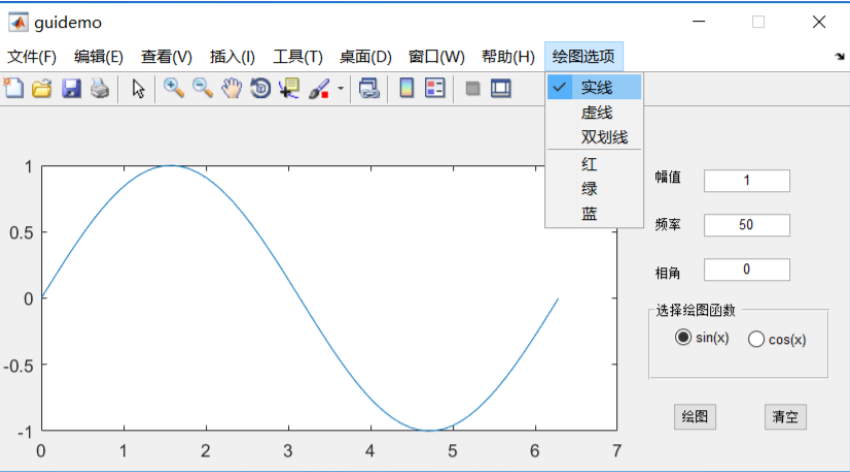 guidemo
文件(F) 编辑(E) 查看(V) 插入(I) 工具(T) 桌面(D) 窗口(W) 帮助(H) 绘图选项
实线
虚线
双划线
红
绿
蓝
1
0.5
0
-0.5
-1
0 1 2 3 4 5 6 7
幅值 1
频率 50
相角 0
选择绘图函数
sin(x) cos(x)
绘图 清空